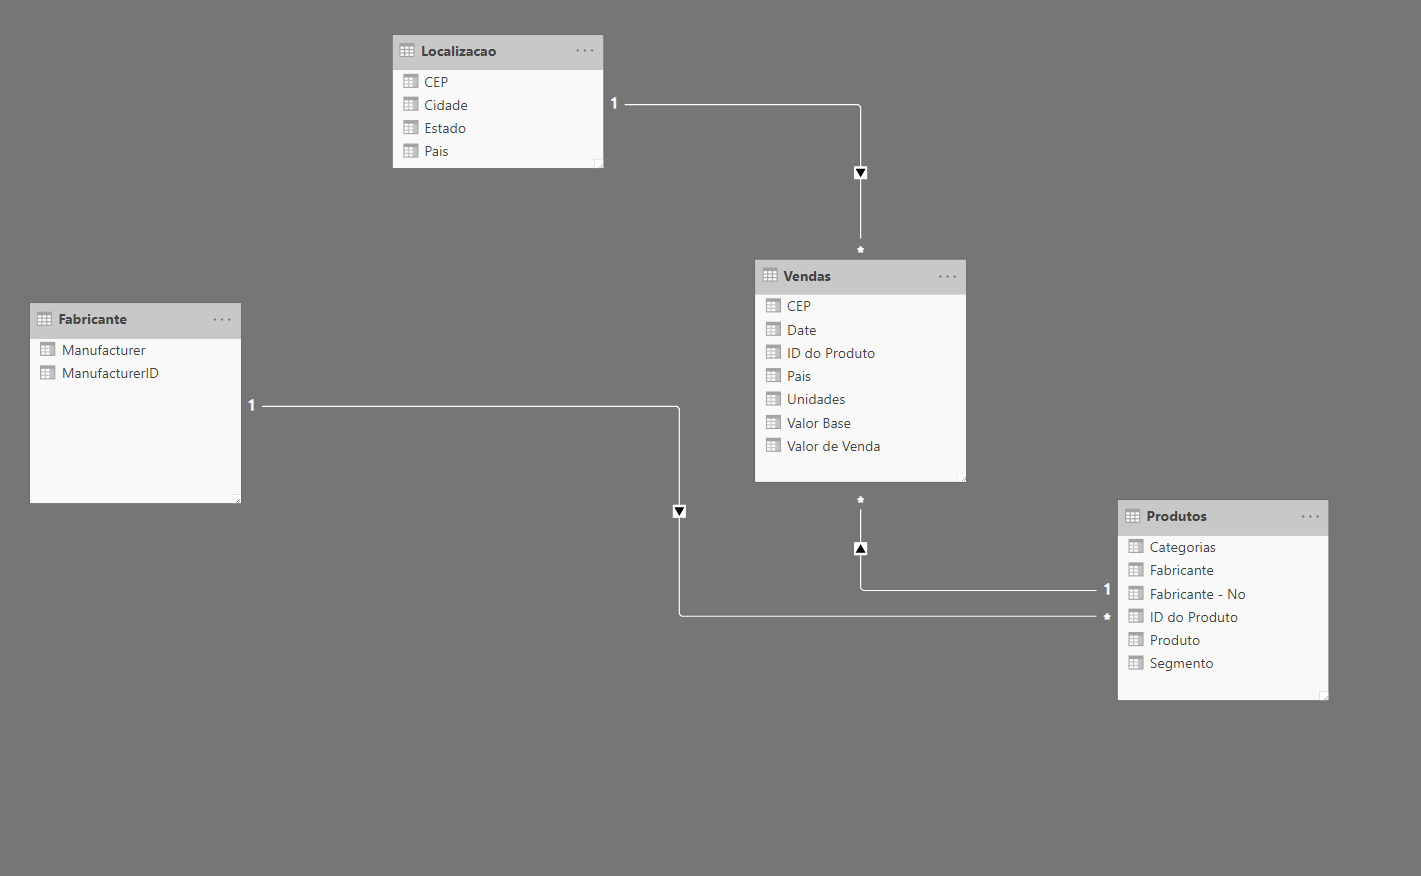 Localizacao
CEP
Cidade
Estado
Pais
1
*
Vendas
CEP
Date
ID do Produto
Pais
Unidades
Valor Base
Valor de Venda
*
Fabricante
Manufacturer
ManufacturerID
1
Produtos
Categorias
Fabricante
Fabricante - No
ID do Produto
Produto
Segmento
1
*